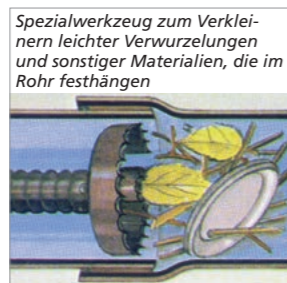 Spezialwerkzeug zum Verklei-
nern leichter Verwurzelungen
und sonstiger Materialien, die im
Rohr festhängen